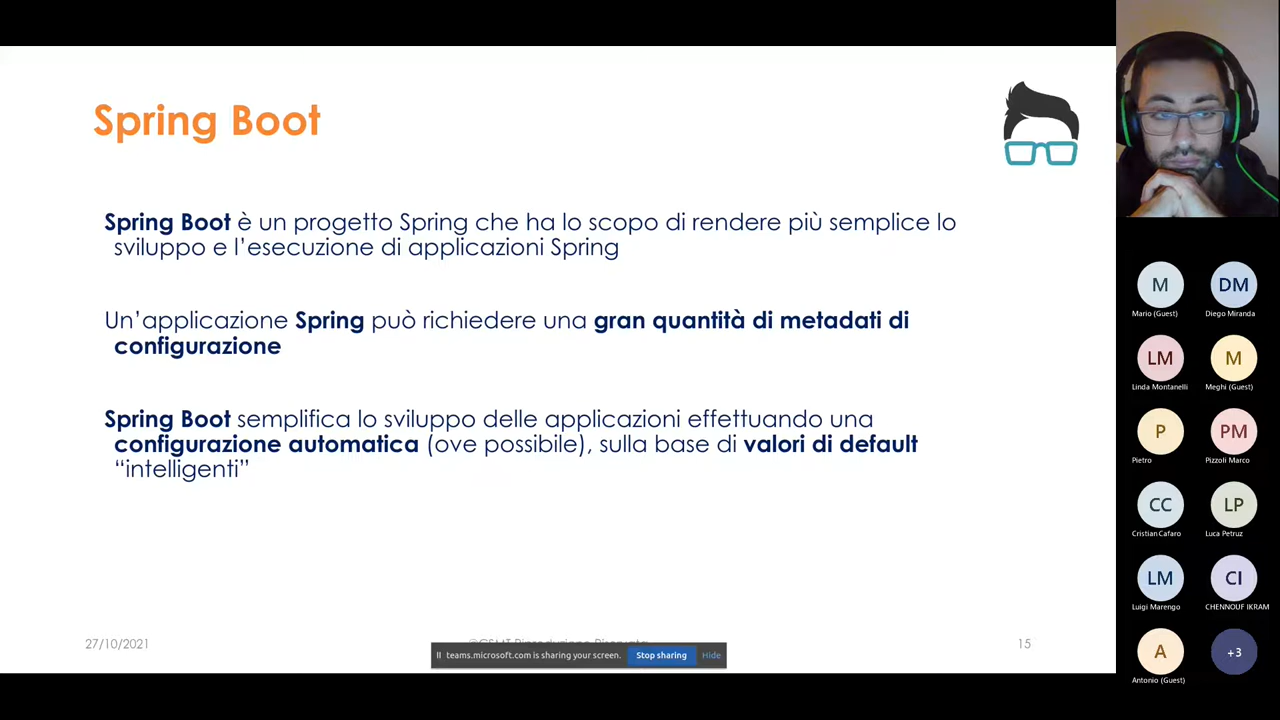 Spring Boot
Spring Boot è un progetto Spring che ha lo scopo di rendere più semplice lo
sviluppo e l’esecuzione di applicazioni Spring
Un’applicazione Spring può richiedere una gran quantità di metadati di
configurazione
Spring Boot semplifica lo sviluppo delle applicazioni effettuando una
configurazione automatica (ove possibile), sulla base di valori di default
“intelligenti”
27/10/2021
15
teams.microsoft.com is sharing your screen. Stop sharing Hide
M
DM
Mario (Guest)
Diego Miranda
LM
M
Linda Montanelli
Meghi (Guest)
P
PM
Pietro
Pizzoli Marco
CC
LP
Cristian Cafaro
Luca Petruz
LM
CI
Luigi Marengo
CHENNOUF IKRAM
A
+3
Antonio (Guest)